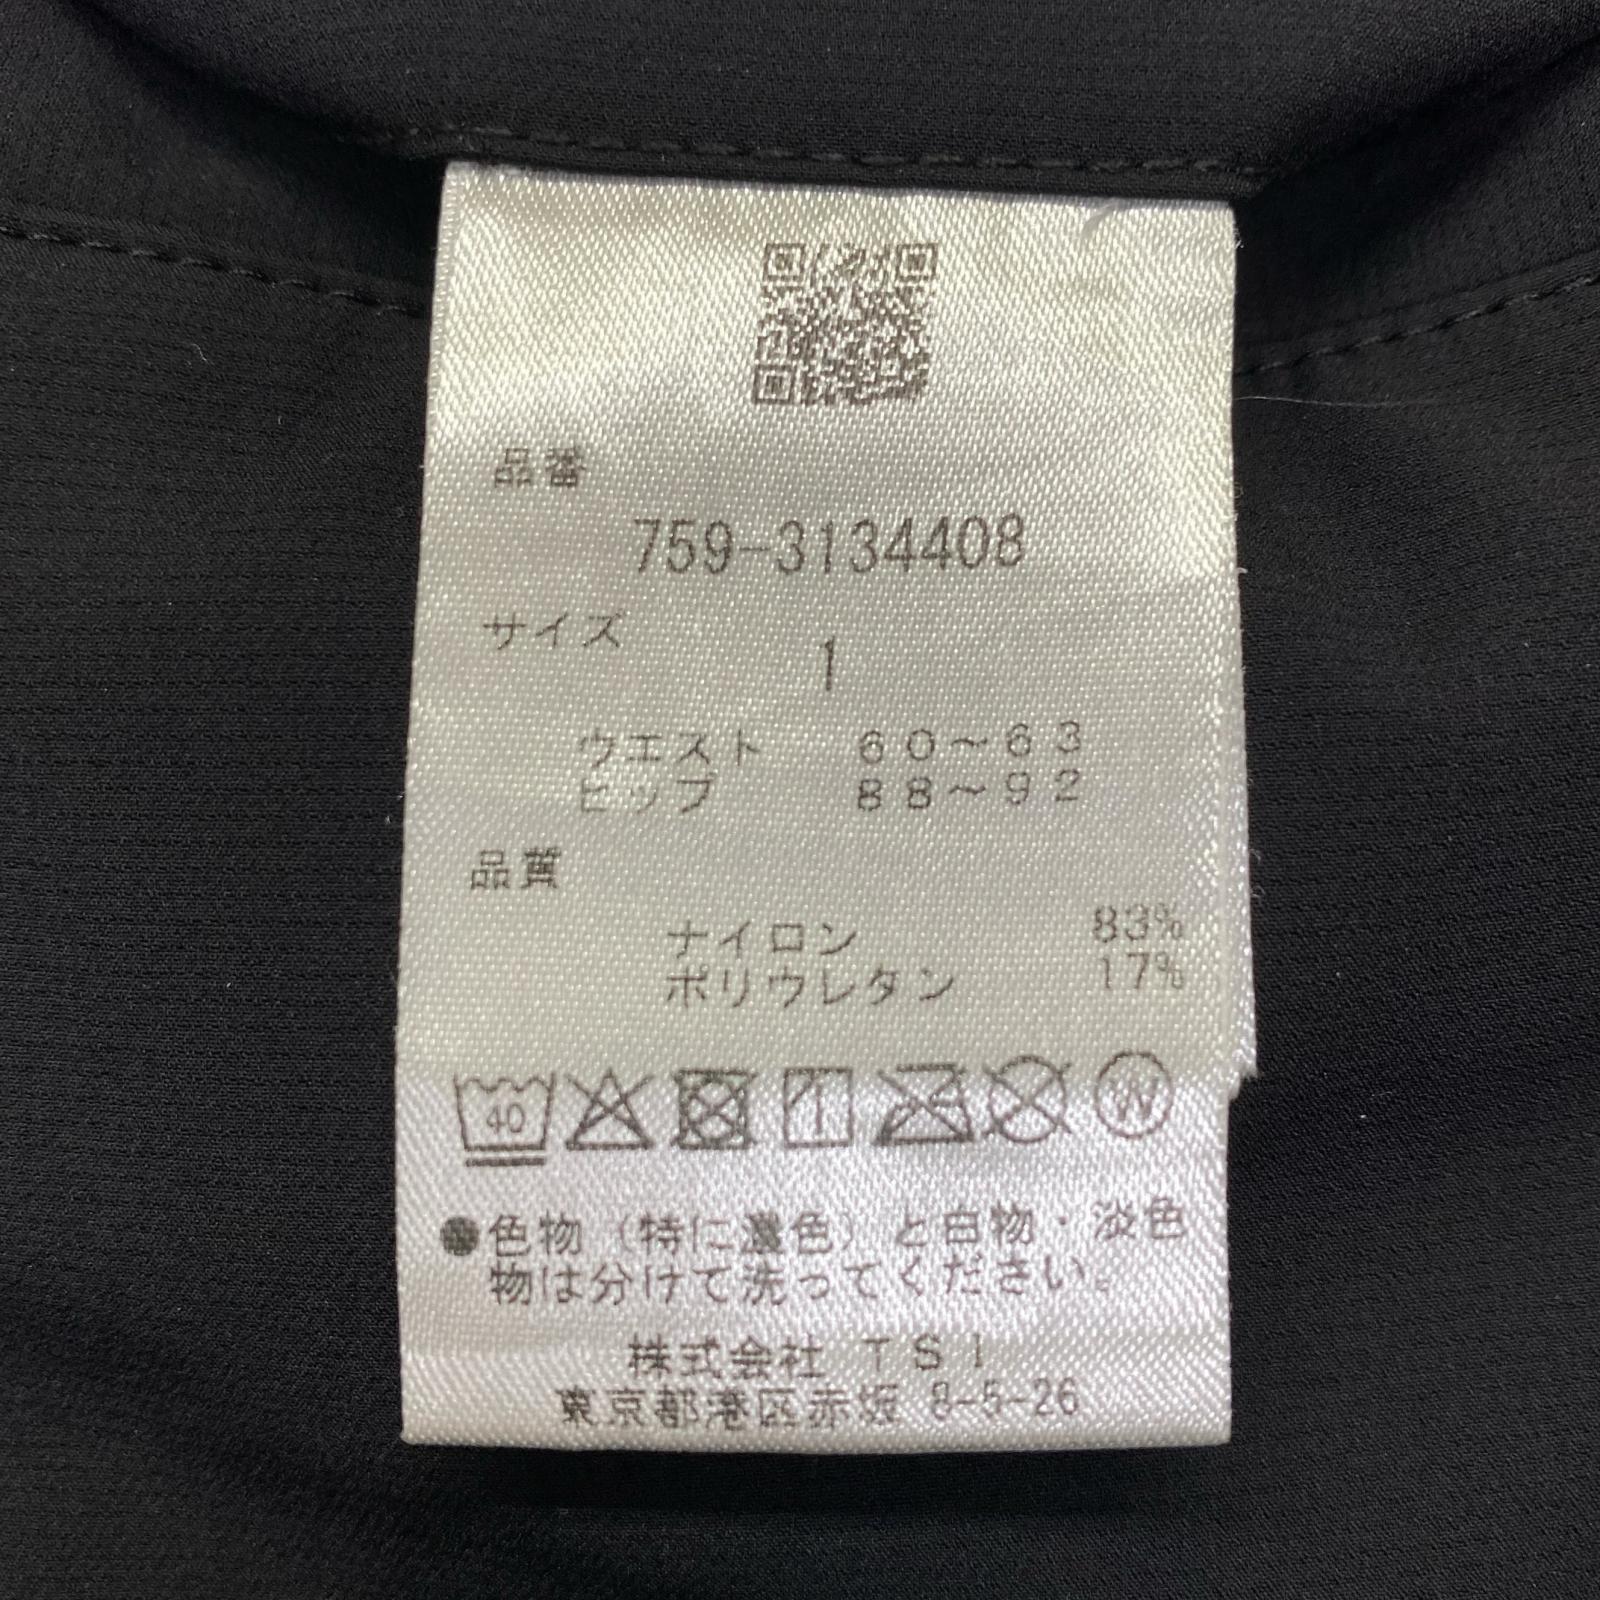 品番
759-3134408
サイズ
1
ウエスト 60〜63
ヒップ 88〜92
品質
ナイロン 83%
ポリウレタン 17%
40 W
●色物（特に濃色）と白物・淡色
物は分けて洗ってください。
株式会社 TSI
東京都港区赤坂 8-5-26